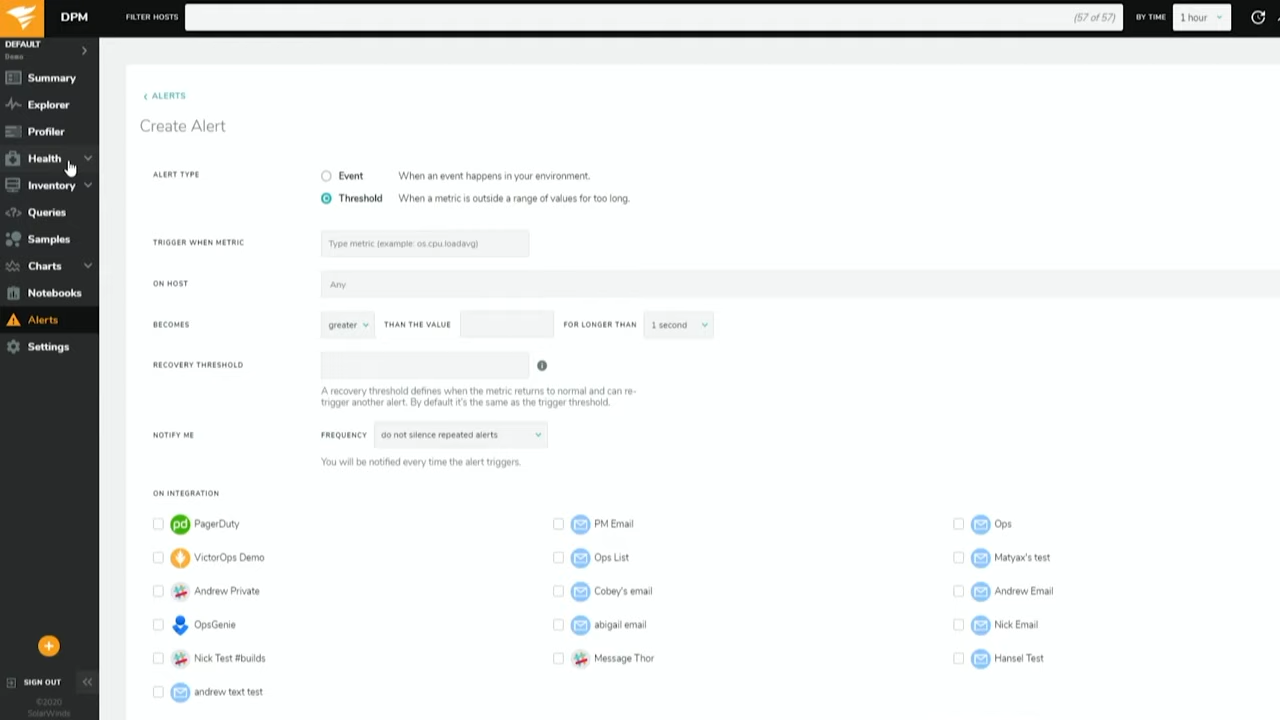 DPM FILTER HOSTS (57 of 57) BY TIME 1 hour
DEFAULT
Demo
Summary
Explorer
Profiler
Health
Inventory
Queries
Samples
Charts
Notebooks
Alerts
Settings
SIGN OUT
©2020
SolarWinds
ALERTS
Create Alert
ALERT TYPE Event When an event happens in your environment.
Threshold When a metric is outside a range of values for too long.
TRIGGER WHEN METRIC Type metric (example: os.cpu.loadavg)
ON HOST Any
BECOMES greater THAN THE VALUE FOR LONGER THAN 1 second
RECOVERY THRESHOLD
A recovery threshold defines when the metric returns to normal and can re-
trigger another alert. By default it's the same as the trigger threshold.
NOTIFY ME FREQUENCY do not silence repeated alerts
You will be notified every time the alert triggers.
ON INTEGRATION
pd PagerDuty PM Email Ops
VictorOps Demo Ops List Matyax's test
Andrew Private Cobey's email Andrew Email
OpsGenie abigail email Nick Email
Nick Test #builds Message Thor Hansel Test
andrew text test